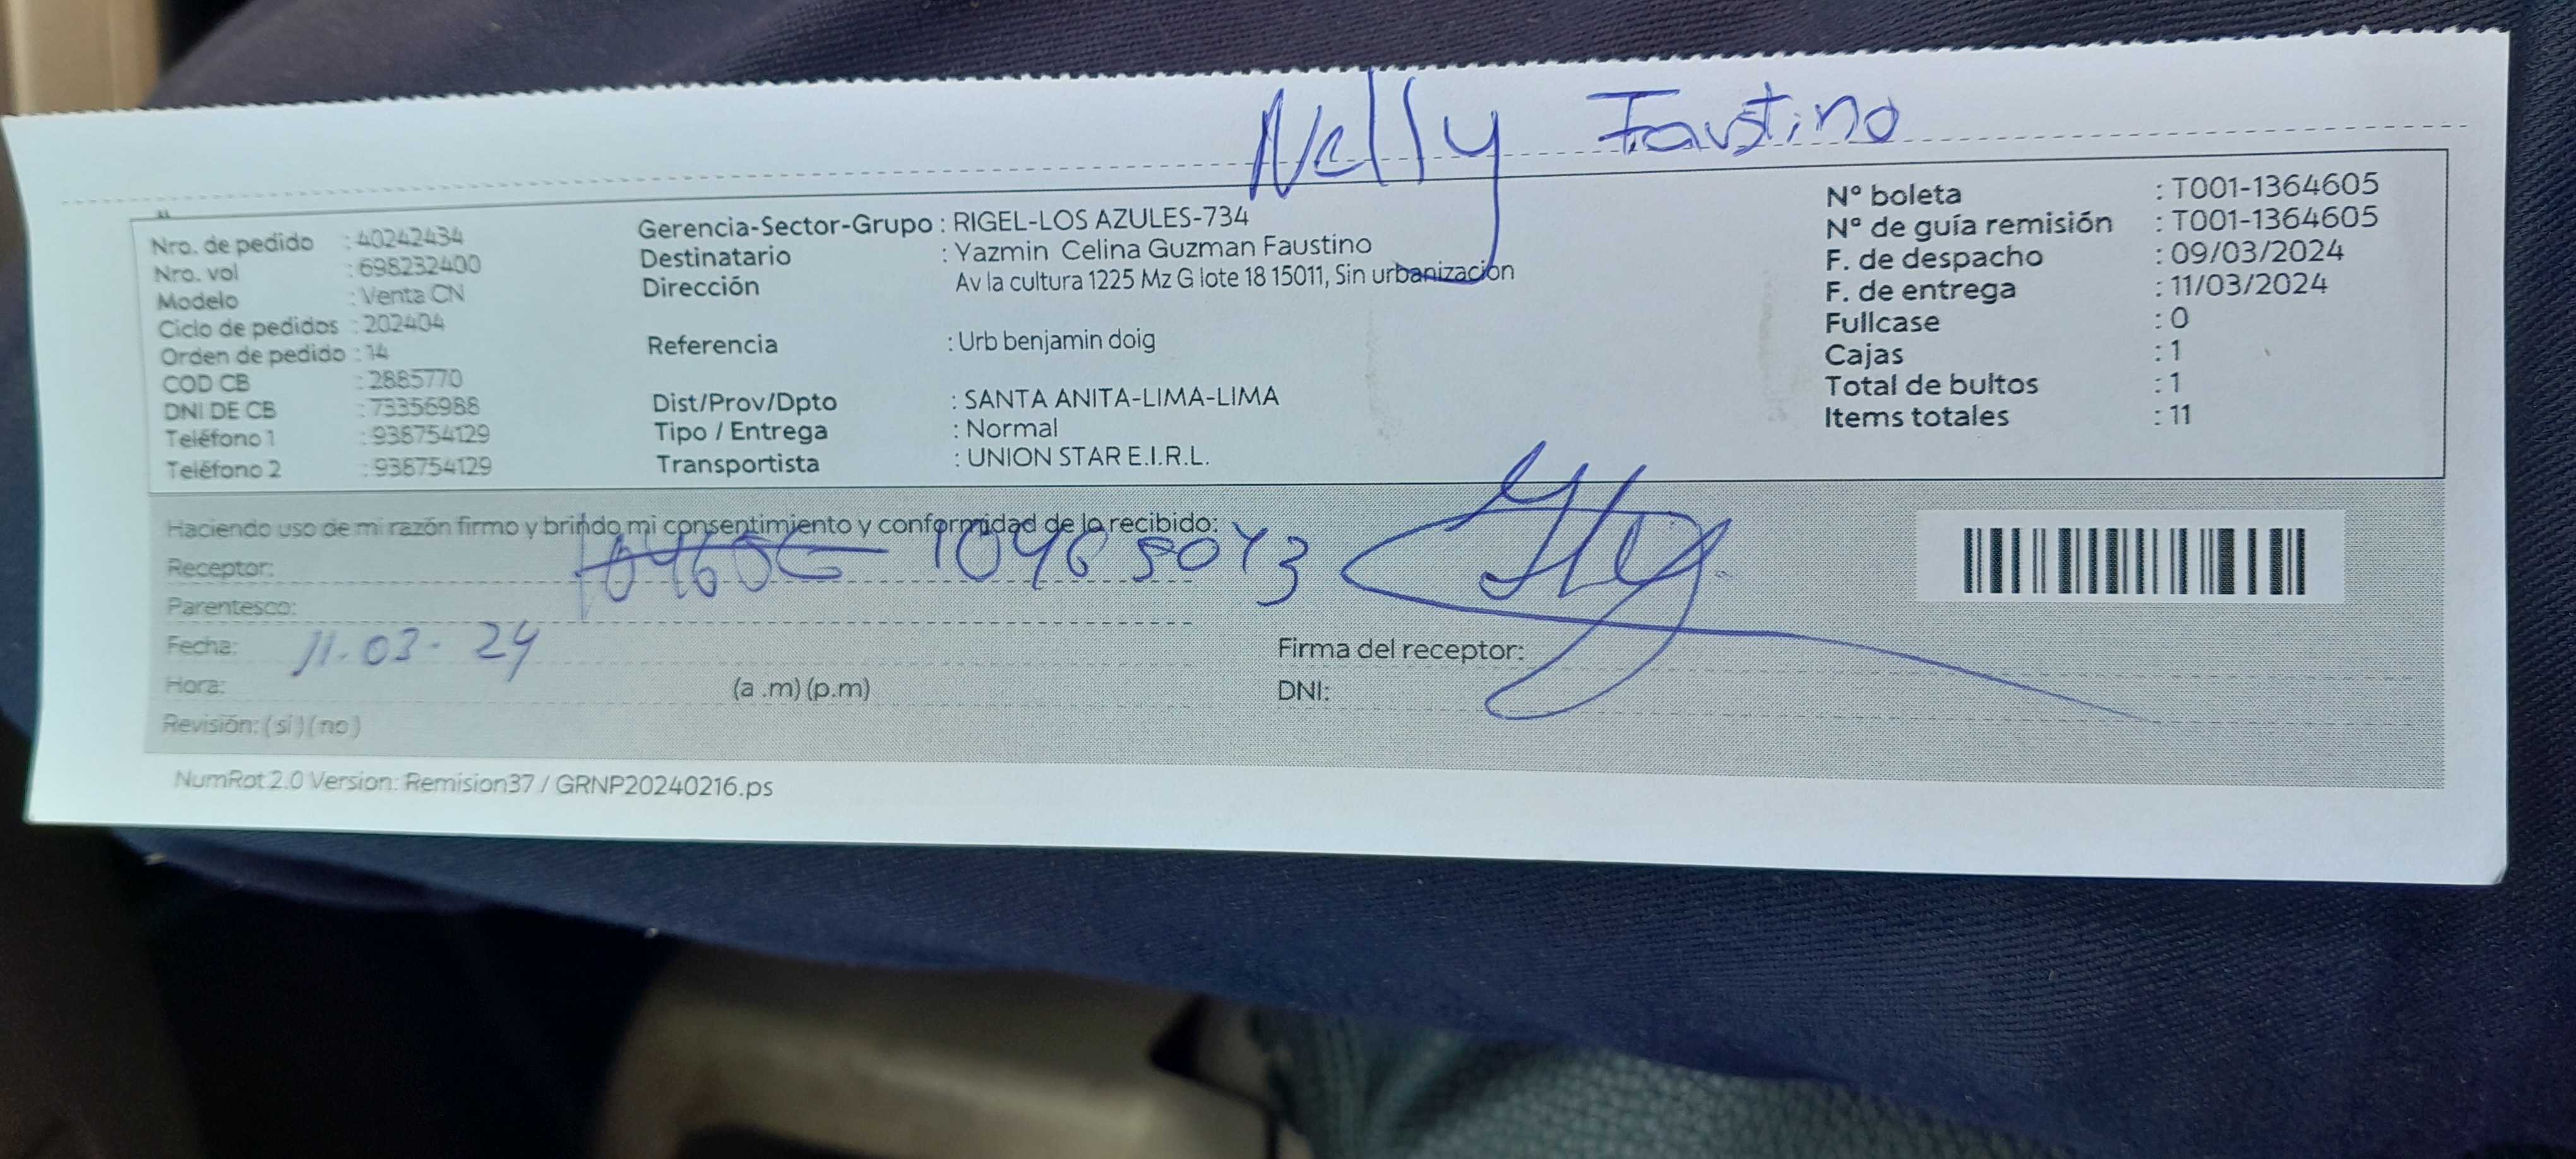 Nelly Faustino
Nro. de pedido : 40242434
Nro. vol : 698232400
Modelo : Venta CN
Ciclo de pedidos : 202404
Orden de pedido : 14
COD CB : 2885770
DNI DE CB : 73356988
Teléfono 1 : 938754129
Teléfono 2 : 938754129
Gerencia-Sector-Grupo : RIGEL-LOS AZULES-734
Destinatario : Yazmin Celina Guzman Faustino
Dirección Av la cultura 1225 Mz G lote 18 15011, Sin urbanizacion
Referencia : Urb benjamin doig
Dist/Prov/Dpto : SANTA ANITA-LIMA-LIMA
Tipo / Entrega : Normal
Transportista : UNION STAR E.I.R.L.
Nº boleta : T001-1364605
Nº de guía remisión : T001-1364605
F. de despacho : 09/03/2024
F. de entrega : 11/03/2024
Fullcase : 0
Cajas : 1
Total de bultos : 1
Items totales : 11
Haciendo uso de mi razón firmo y brindo mi consentimiento y conformidad de lo recibido:
Receptor:
Parentesco:
Fecha: 11-03-24
Hora: (a .m) (p.m)
Revisión: ( si ) ( no )
Firma del receptor:
DNI:
NumRot 2.0 Version: Remision37 / GRNP20240216.ps